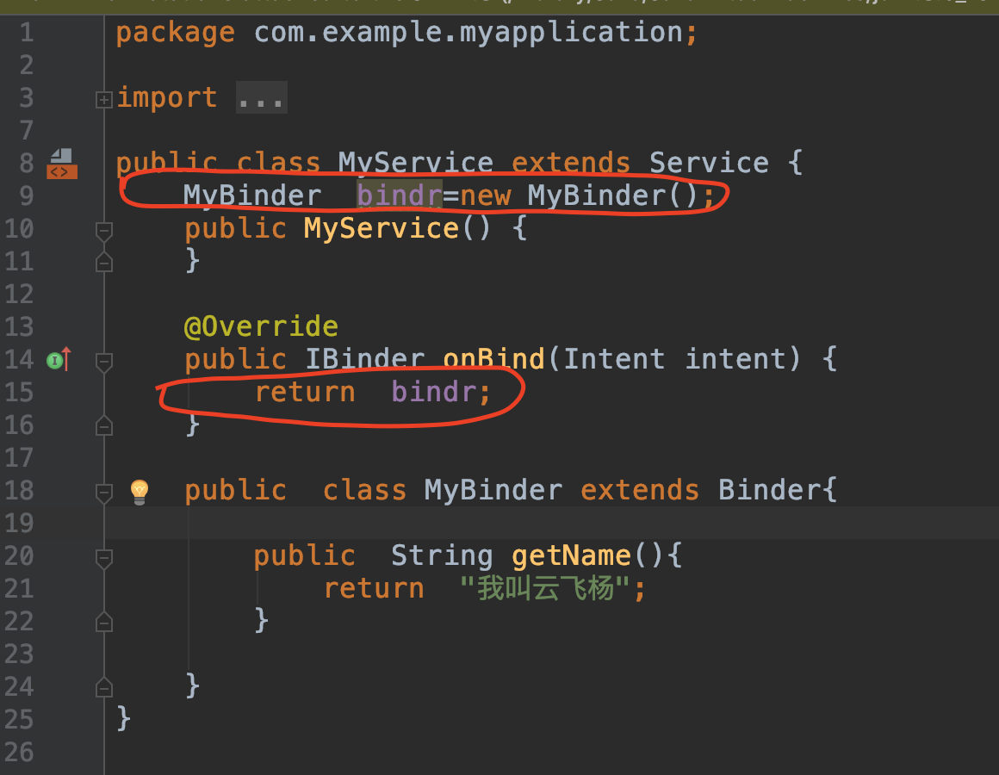 1 package com.example.myapplication;
2
3 import ...
7
8 public class MyService extends Service {
9 MyBinder bindr=new MyBinder();
10 public MyService() {
11 }
12
13 @Override
14 public IBinder onBind(Intent intent) {
15 return bindr;
16 }
17
18 public class MyBinder extends Binder{
19
20 public String getName(){
21 return "我叫云飞杨";
22 }
23
24 }
25 }
26